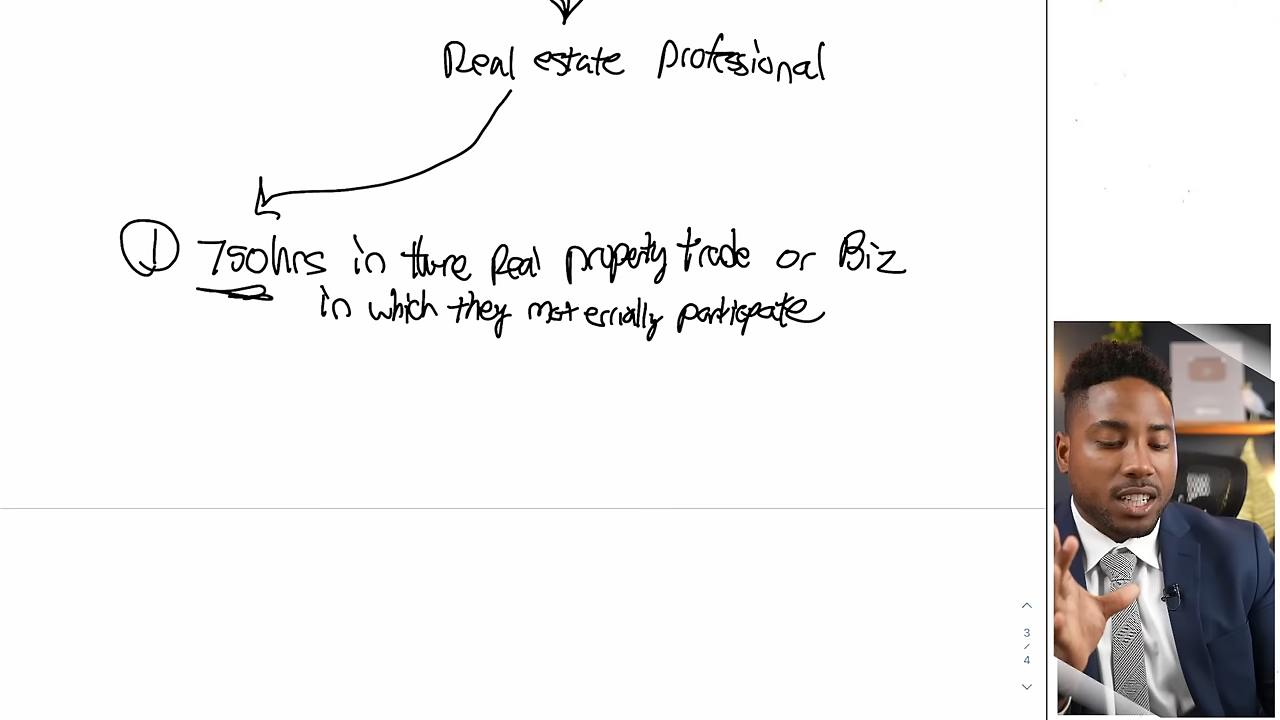 Real estate professional
① 750hrs in there Real property trade or Biz
in which they materially participate
3
/
4